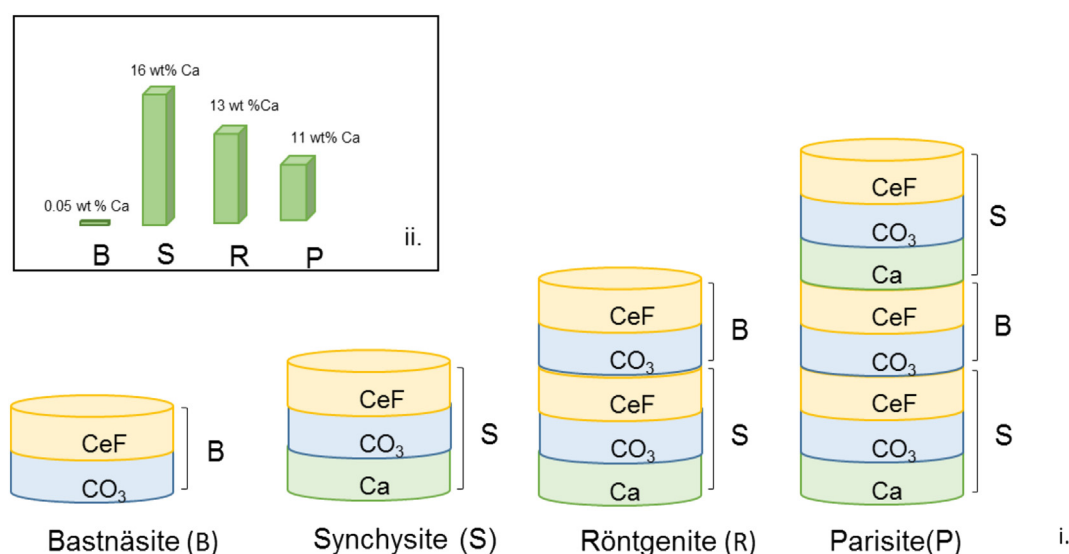 16 wt% Ca
13 wt %Ca
11 wt% Ca
0.05 wt % Ca
B
S
R
P
ii.
CeF
CO₃
B
Bastnäsite (B)
CeF
CO₃
Ca
S
Synchysite (S)
CeF
CO₃
B
CeF
CO₃
Ca
S
Röntgenite (R)
CeF
CO₃
Ca
S
CeF
CO₃
B
CeF
CO₃
Ca
S
Parisite(P)
i.